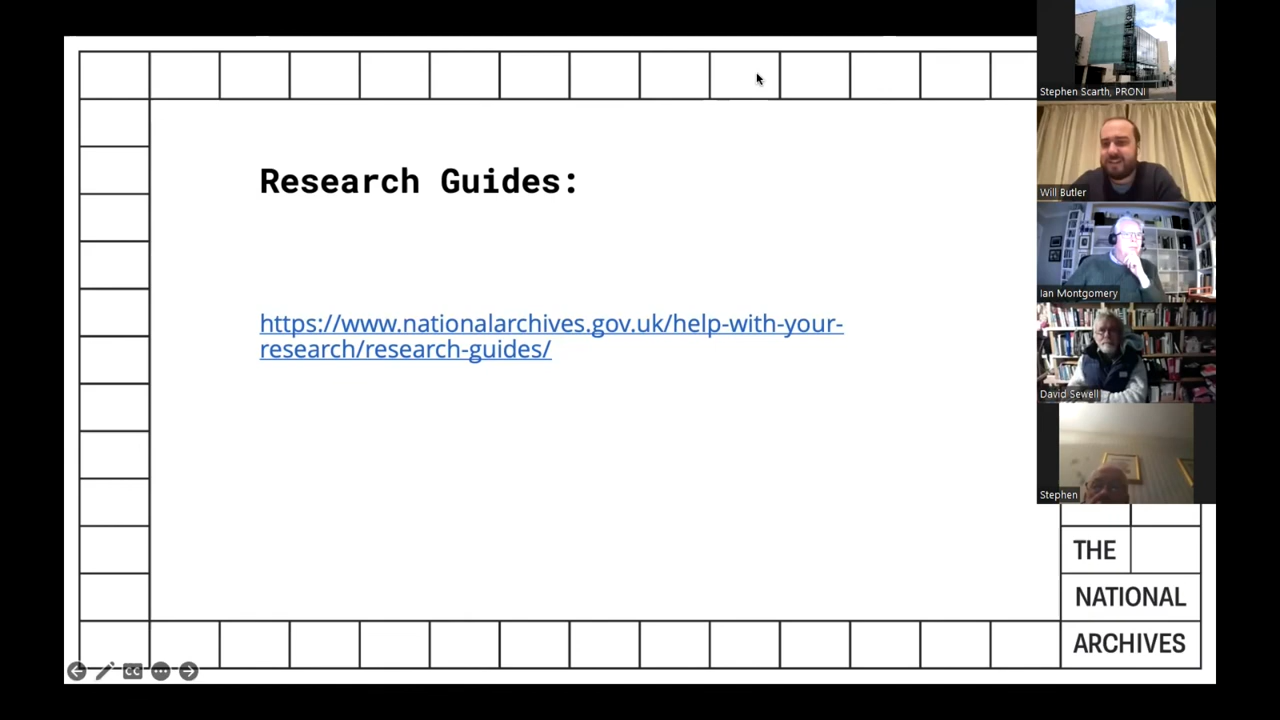 Research Guides:
https://www.nationalarchives.gov.uk/help-with-your-
research/research-guides/
Stephen Scarth, PRONI
Will Butler
Ian Montgomery
David Sewell
Stephen
THE
NATIONAL
ARCHIVES
CC